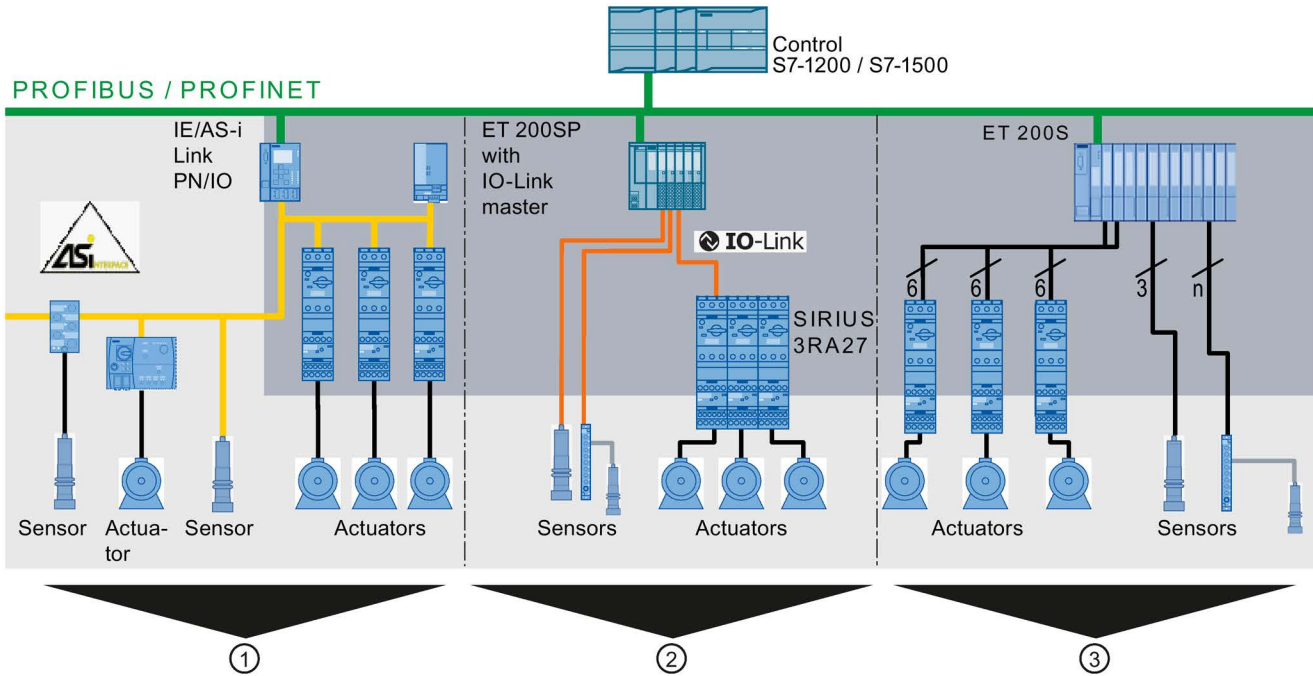 Control
S7-1200 / S7-1500
PROFIBUS / PROFINET
IE/AS-i
Link
PN/IO
ET 200SP
with
IO-Link
master
ET 200S
ASi
INTERFACE
IO-Link
6
6
6
3
n
SIRIUS
3RA27
Sensor
Actua-
tor
Sensor
Actuators
Sensors
Actuators
Actuators
Sensors
1
2
3